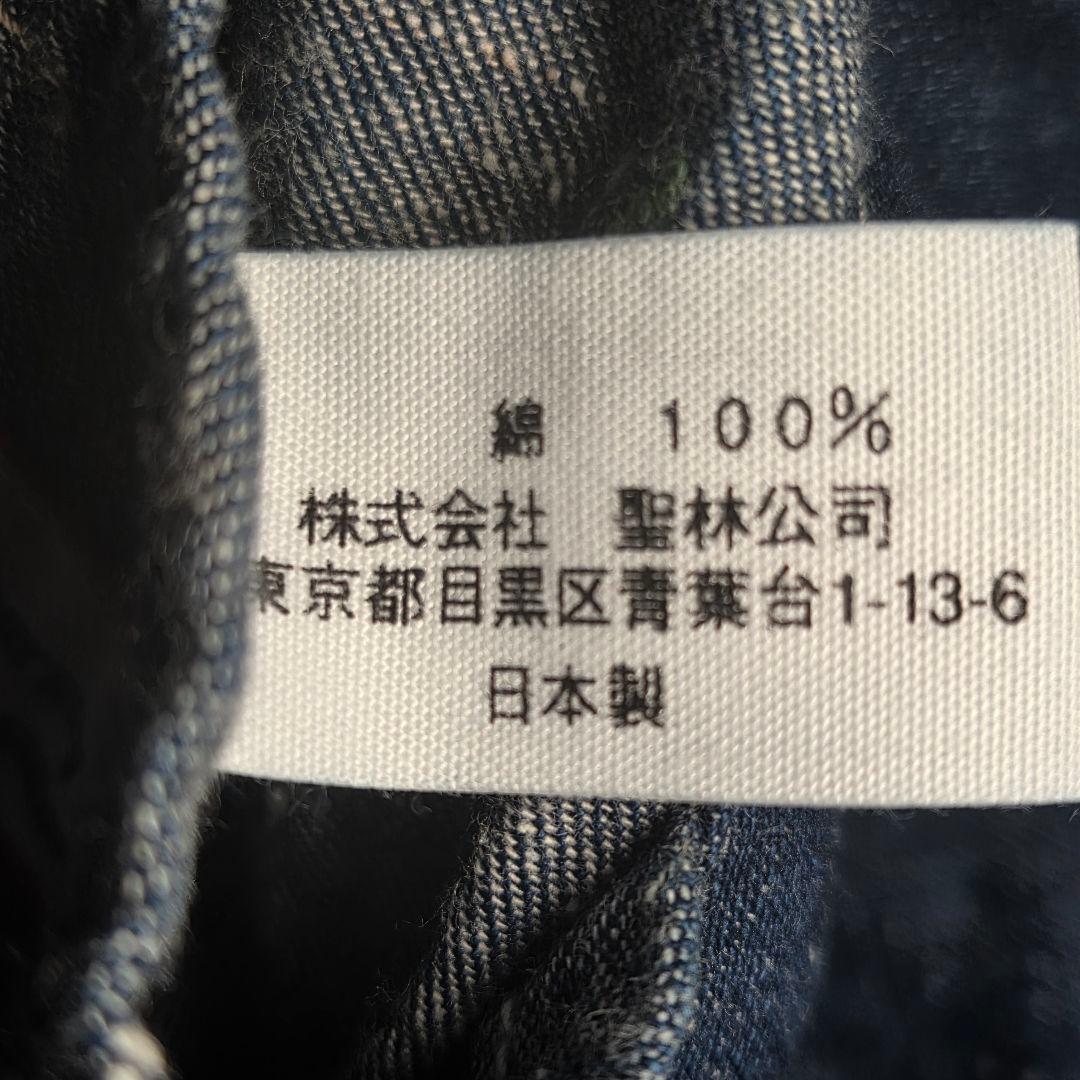 綿 100%
株式会社 聖林公司
東京都目黒区青葉台1-13-6
日本製